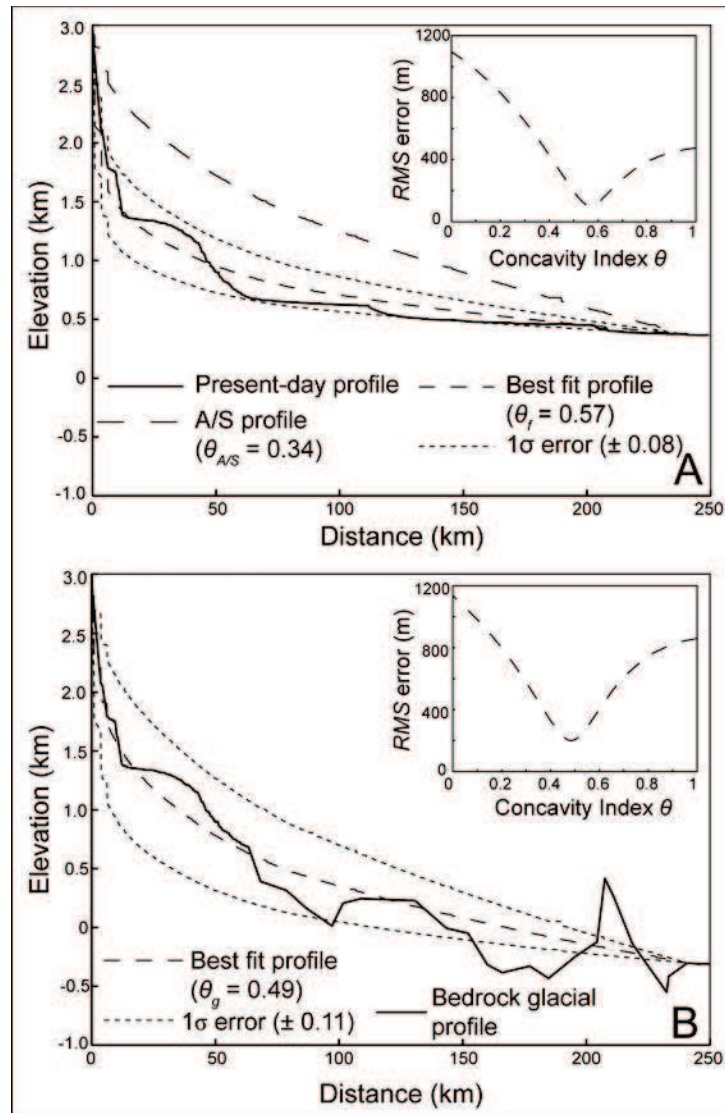 3.0
2.5
2.0
1.5
1.0
0.5
0
-0.5
-1.0
Elevation (km)
0
50
100
150
200
250
Distance (km)
1200
800
400
0
RMS error (m)
0
0.2
0.4
0.6
0.8
1
Concavity Index θ
Present-day profile
A/S profile
(θA/S = 0.34)
Best fit profile
(θf = 0.57)
1σ error (± 0.08)
A
3.0
2.5
2.0
1.5
1.0
0.5
0
-0.5
-1.0
Elevation (km)
0
50
100
150
200
250
Distance (km)
1200
800
400
0
RMS error (m)
0
0.2
0.4
0.6
0.8
1
Concavity Index θ
Best fit profile
(θg = 0.49)
1σ error (± 0.11)
Bedrock glacial
profile
B